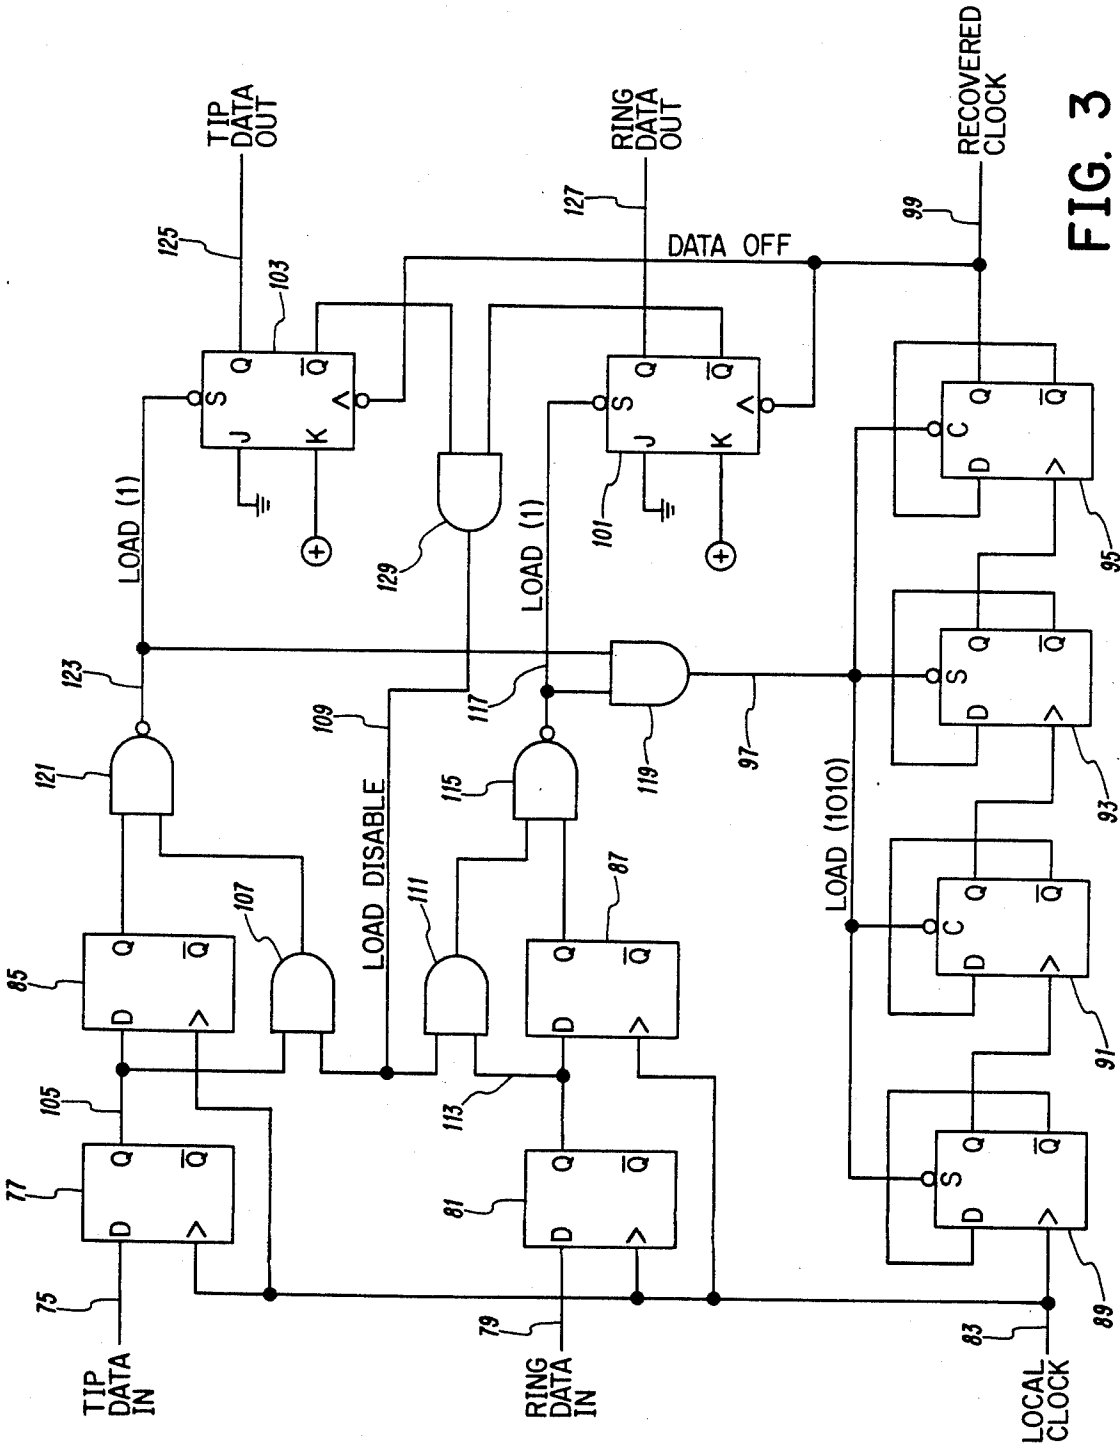 TIP
DATA
IN
75
77
D
Q
Q̅
105
85
D
Q
Q̅
121
123
LOAD (1)
125
TIP
DATA
OUT
103
J
K
S
Q
Q̅
107
109
LOAD DISABLE
111
113
129
RING
DATA
IN
79
81
D
Q
Q̅
87
D
Q
Q̅
115
117
LOAD (1)
119
97
101
J
K
S
Q
Q̅
127
RING
DATA
OUT
DATA OFF
LOCAL
CLOCK
83
89
D
S
Q
Q̅
LOAD (1010)
91
D
C
Q
Q̅
93
D
S
Q
Q̅
95
D
C
Q
Q̅
99
RECOVERED
CLOCK
FIG. 3